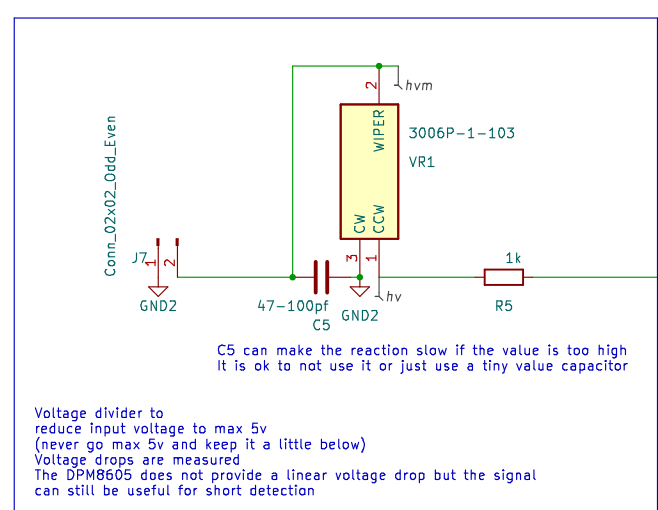 hvm
2
WIPER
3006P-1-103
VR1
Conn_02x02_Odd_Even
CW
CCW
J7
1
2
3
1
1k
GND2
47-100pf
C5
GND2
hv
R5
C5 can make the reaction slow if the value is too high
It is ok to not use it or just use a tiny value capacitor
Voltage divider to
reduce input voltage to max 5v
(never go max 5v and keep it a little below)
Voltage drops are measured
The DPM8605 does not provide a linear voltage drop but the signal
can still be useful for short detection